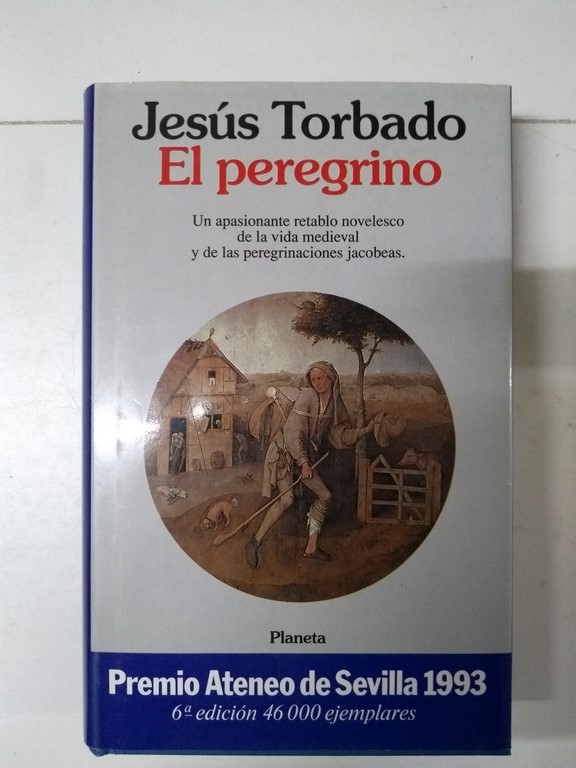 Jesús Torbado
El peregrino
Un apasionante retablo novelesco
de la vida medieval
y de las peregrinaciones jacobeas.
Planeta
Premio Ateneo de Sevilla 1993
6ª edición 46 000 ejemplares